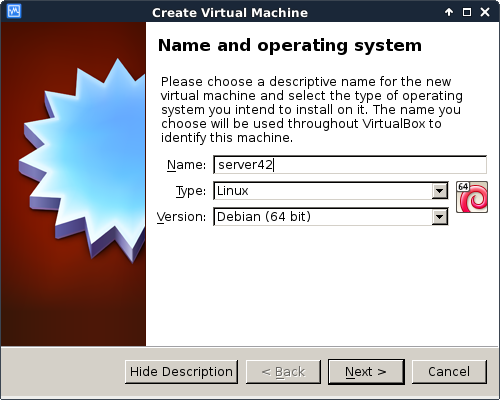 Create Virtual Machine
Name and operating system
Please choose a descriptive name for the new
virtual machine and select the type of operating
system you intend to install on it. The name you
choose will be used throughout VirtualBox to
identify this machine.
Name: server42
Type: Linux
64
Version: Debian (64 bit)
Hide Description < Back Next > Cancel